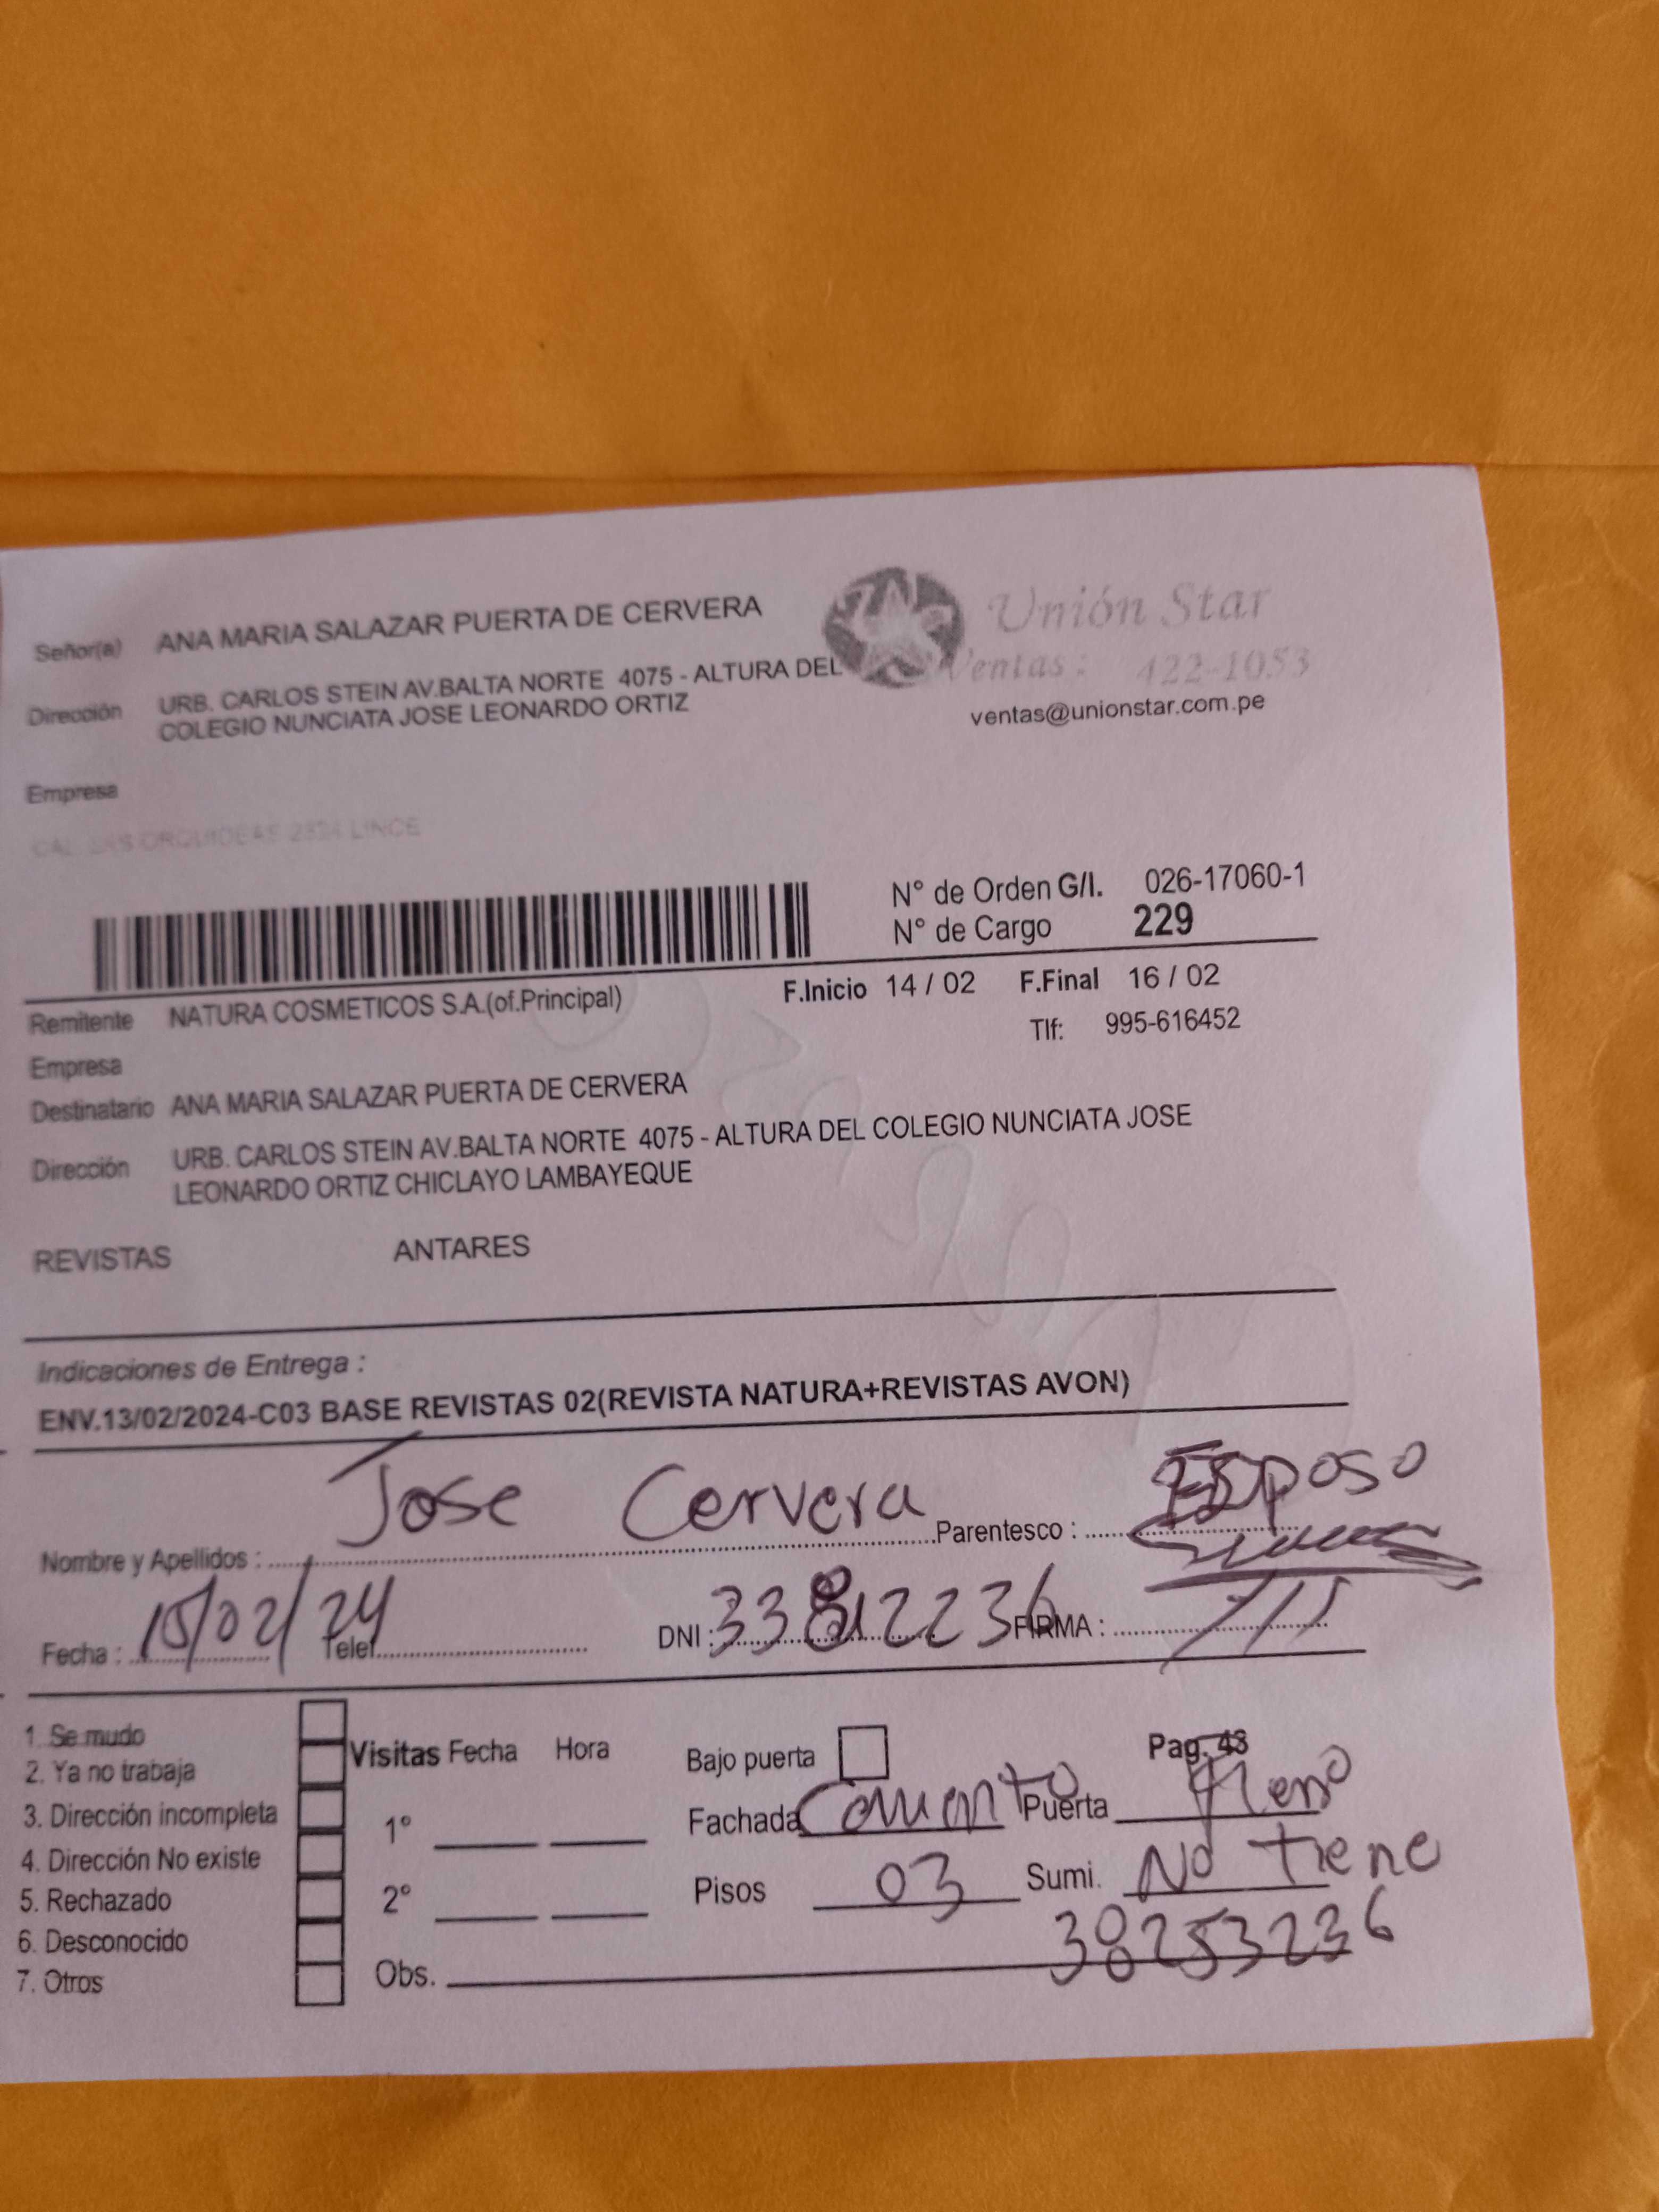 Señor(a) ANA MARIA SALAZAR PUERTA DE CERVERA
Unión Star
Ventas: 422-1053
ventas@unionstar.com.pe
Dirección URB. CARLOS STEIN AV.BALTA NORTE 4075 - ALTURA DEL
COLEGIO NUNCIATA JOSE LEONARDO ORTIZ
Empresa
ORQUIDEAS LINCE
N° de Orden G/I. 026-17060-1
N° de Cargo 229
F.Inicio 14 / 02 F.Final 16 / 02
Remitente NATURA COSMETICOS S.A.(of.Principal)
Tlf: 995-616452
Empresa
Destinatario ANA MARIA SALAZAR PUERTA DE CERVERA
Dirección URB. CARLOS STEIN AV.BALTA NORTE 4075 - ALTURA DEL COLEGIO NUNCIATA JOSE
LEONARDO ORTIZ CHICLAYO LAMBAYEQUE
REVISTAS ANTARES
Indicaciones de Entrega :
ENV.13/02/2024-C03 BASE REVISTAS 02(REVISTA NATURA+REVISTAS AVON)
Nombre y Apellidos : Jose Cervera Parentesco : Esposo
Fecha : 15/02/24 Telef. DNI : FIRMA :
1. Se mudo
2. Ya no trabaja
3. Dirección incompleta
4. Dirección No existe
5. Rechazado
6. Desconocido
7. Otros
Visitas Fecha Hora
1°
2°
Obs.
Bajo puerta Pag. 43
Fachada Puerta
Pisos 03 Sumi. No tiene
38253236